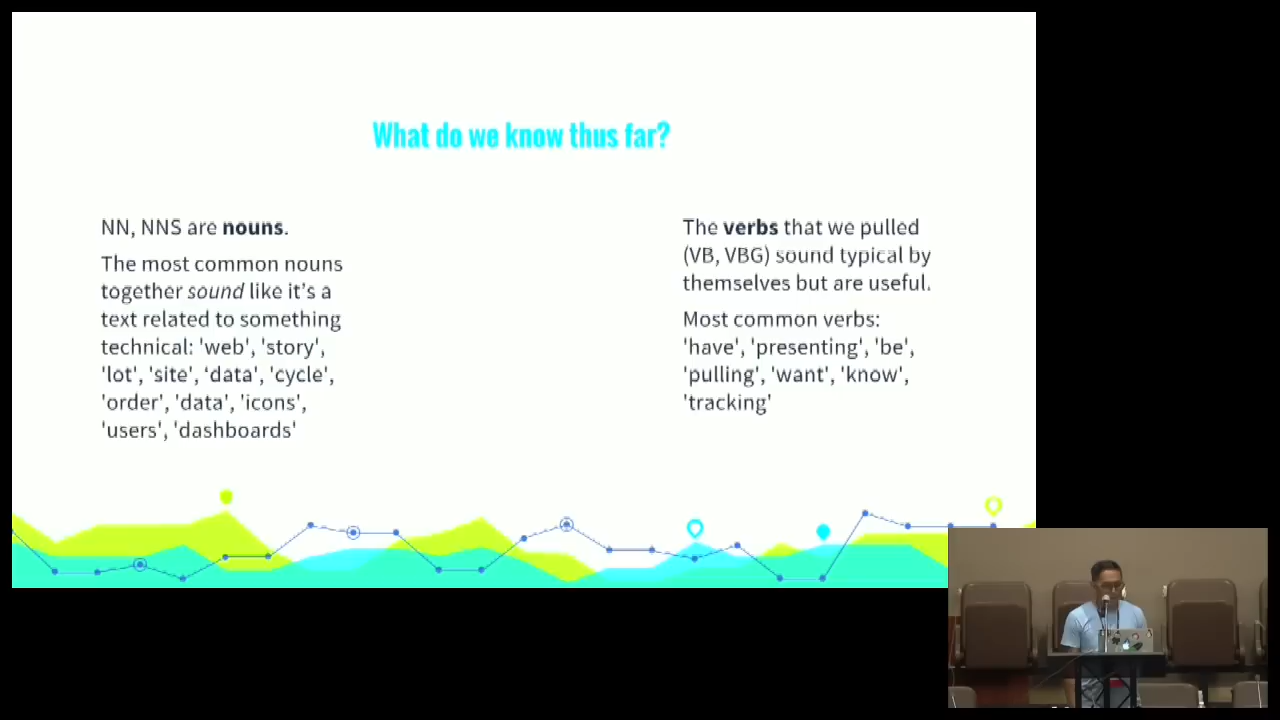 What do we know thus far?
NN, NNS are nouns.
The most common nouns
together sound like it's a
text related to something
technical: 'web', 'story',
'lot', 'site', ‘data', 'cycle',
'order', 'data', 'icons',
'users', 'dashboards'
The verbs that we pulled
(VB, VBG) sound typical by
themselves but are useful.
Most common verbs:
'have', 'presenting', 'be',
'pulling', 'want', 'know',
'tracking'